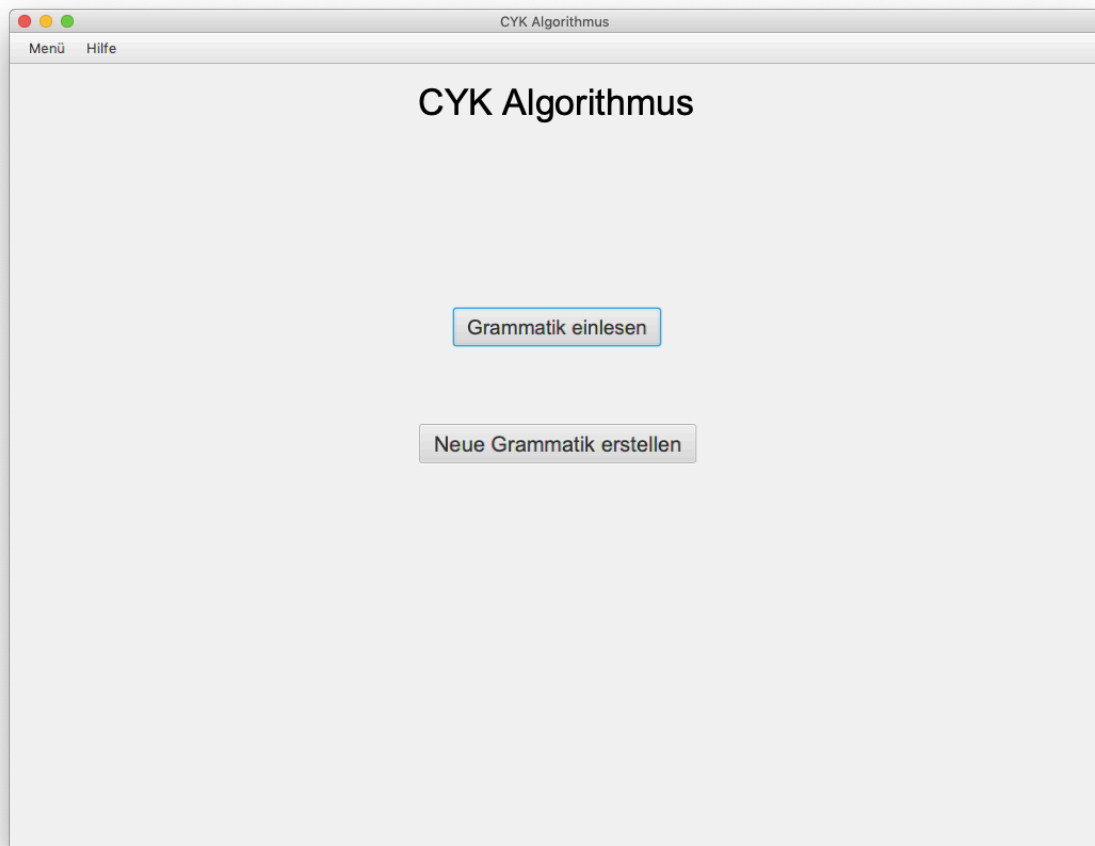 CYK Algorithmus
Menü Hilfe
CYK Algorithmus
Grammatik einlesen
Neue Grammatik erstellen